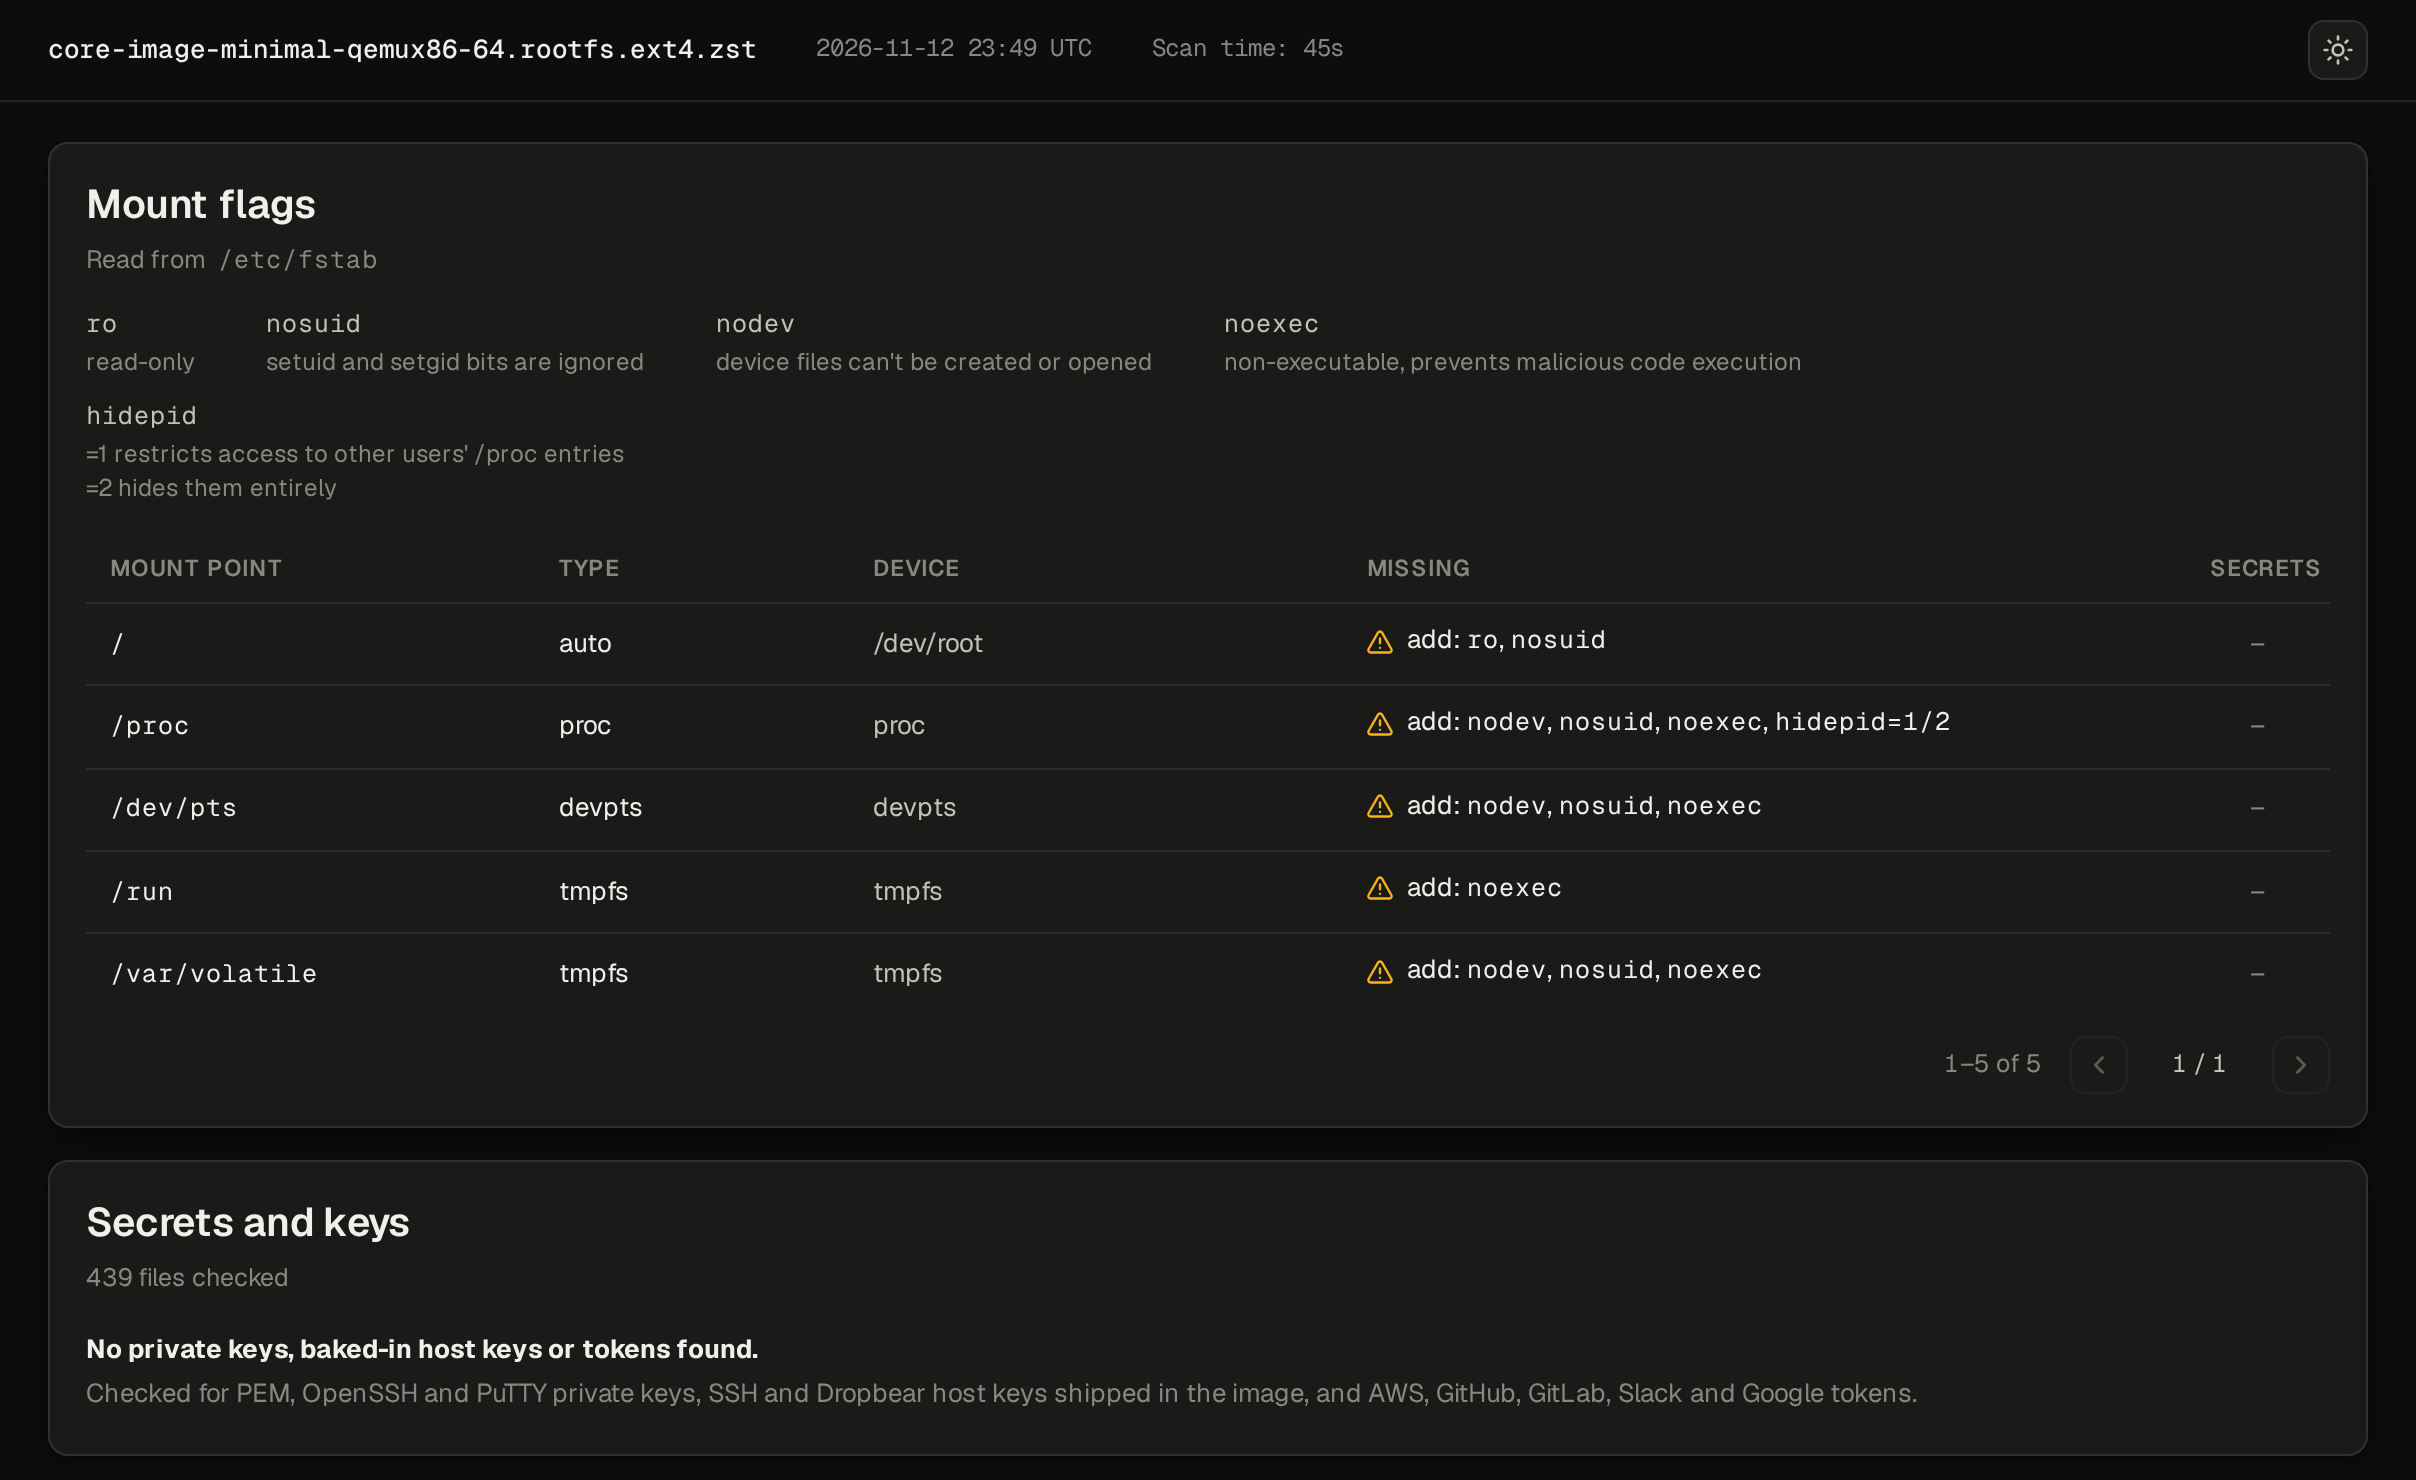 core-image-minimal-qemux86-64.rootfs.ext4.zst 2026-11-12 23:49 UTC Scan time: 45s
Mount flags
Read from /etc/fstab
ro nosuid nodev noexec
read-only setuid and setgid bits are ignored device files can't be created or opened non-executable, prevents malicious code execution
hidepid
=1 restricts access to other users' /proc entries
=2 hides them entirely
MOUNT POINT TYPE DEVICE MISSING SECRETS
/ auto /dev/root add: ro, nosuid –
/proc proc proc add: nodev, nosuid, noexec, hidepid=1/2 –
/dev/pts devpts devpts add: nodev, nosuid, noexec –
/run tmpfs tmpfs add: noexec –
/var/volatile tmpfs tmpfs add: nodev, nosuid, noexec –
1–5 of 5 1 / 1
Secrets and keys
439 files checked
No private keys, baked-in host keys or tokens found.
Checked for PEM, OpenSSH and PuTTY private keys, SSH and Dropbear host keys shipped in the image, and AWS, GitHub, GitLab, Slack and Google tokens.